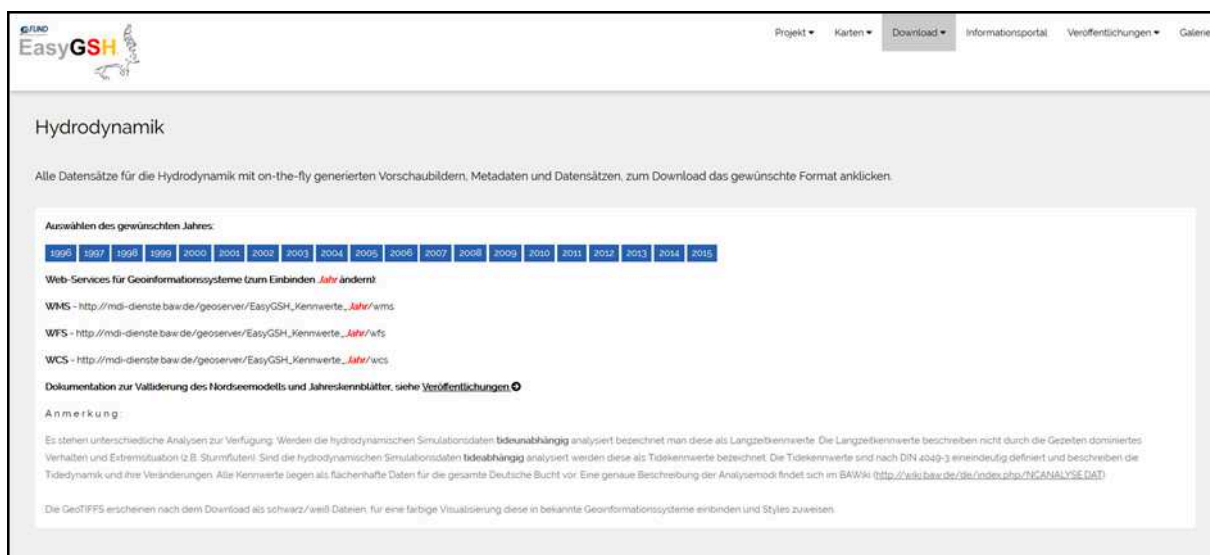 FUND
EasyGSH
Projekt Karten Download Informationsportal Veröffentlichungen Galerie
Hydrodynamik
Alle Datensätze für die Hydrodynamik mit on-the-fly generierten Vorschaubildern, Metadaten und Datensätzen, zum Download das gewünschte Format anklicken.
Auswählen des gewünschten Jahres:
1996 1997 1998 1999 2000 2001 2002 2003 2004 2005 2006 2007 2008 2009 2010 2011 2012 2013 2014 2015
Web-Services für Geoinformationssysteme (zum Einbinden Jahr ändern):
WMS - http://mdi-dienste.baw.de/geoserver/EasyGSH_Kennwerte_Jahr/wms
WFS - http://mdi-dienste.baw.de/geoserver/EasyGSH_Kennwerte_Jahr/wfs
WCS - http://mdi-dienste.baw.de/geoserver/EasyGSH_Kennwerte_Jahr/wcs
Dokumentation zur Valliderung des Nordseemodells und Jahreskennblätter, siehe Veröffentlichungen
Anmerkung:
Es stehen unterschiedliche Analysen zur Verfügung: Werden die hydrodynamischen Simulationsdaten tideunabhängig analysiert bezeichnet man diese als Langzeitkennwerte. Die Langzeitkennwerte beschreiben nicht durch die Gezeiten dominiertes
Verhalten und Extremsituation (z.B. Sturmfluten). Sind die hydrodynamischen Simulationsdaten tideabhängig analysiert werden diese als Tidekennwerte bezeichnet. Die Tidekennwerte sind nach DIN 4049-3 eineindeutig definiert und beschreiben die
Tidedynamik und ihre Veränderungen. Alle Kennwerte liegen als flächenhafte Daten für die gesamte Deutsche Bucht vor. Eine genaue Beschreibung der Analysemodi findet sich im BAWiki (http://wiki.baw.de/de/index.php/NCANALYSE.DAT)
Die GeoTIFFS erscheinen nach dem Download als schwarz/weiß Dateien, für eine farbige Visualisierung diese in bekannte Geoinformationssysteme einbinden und Styles zuweisen.